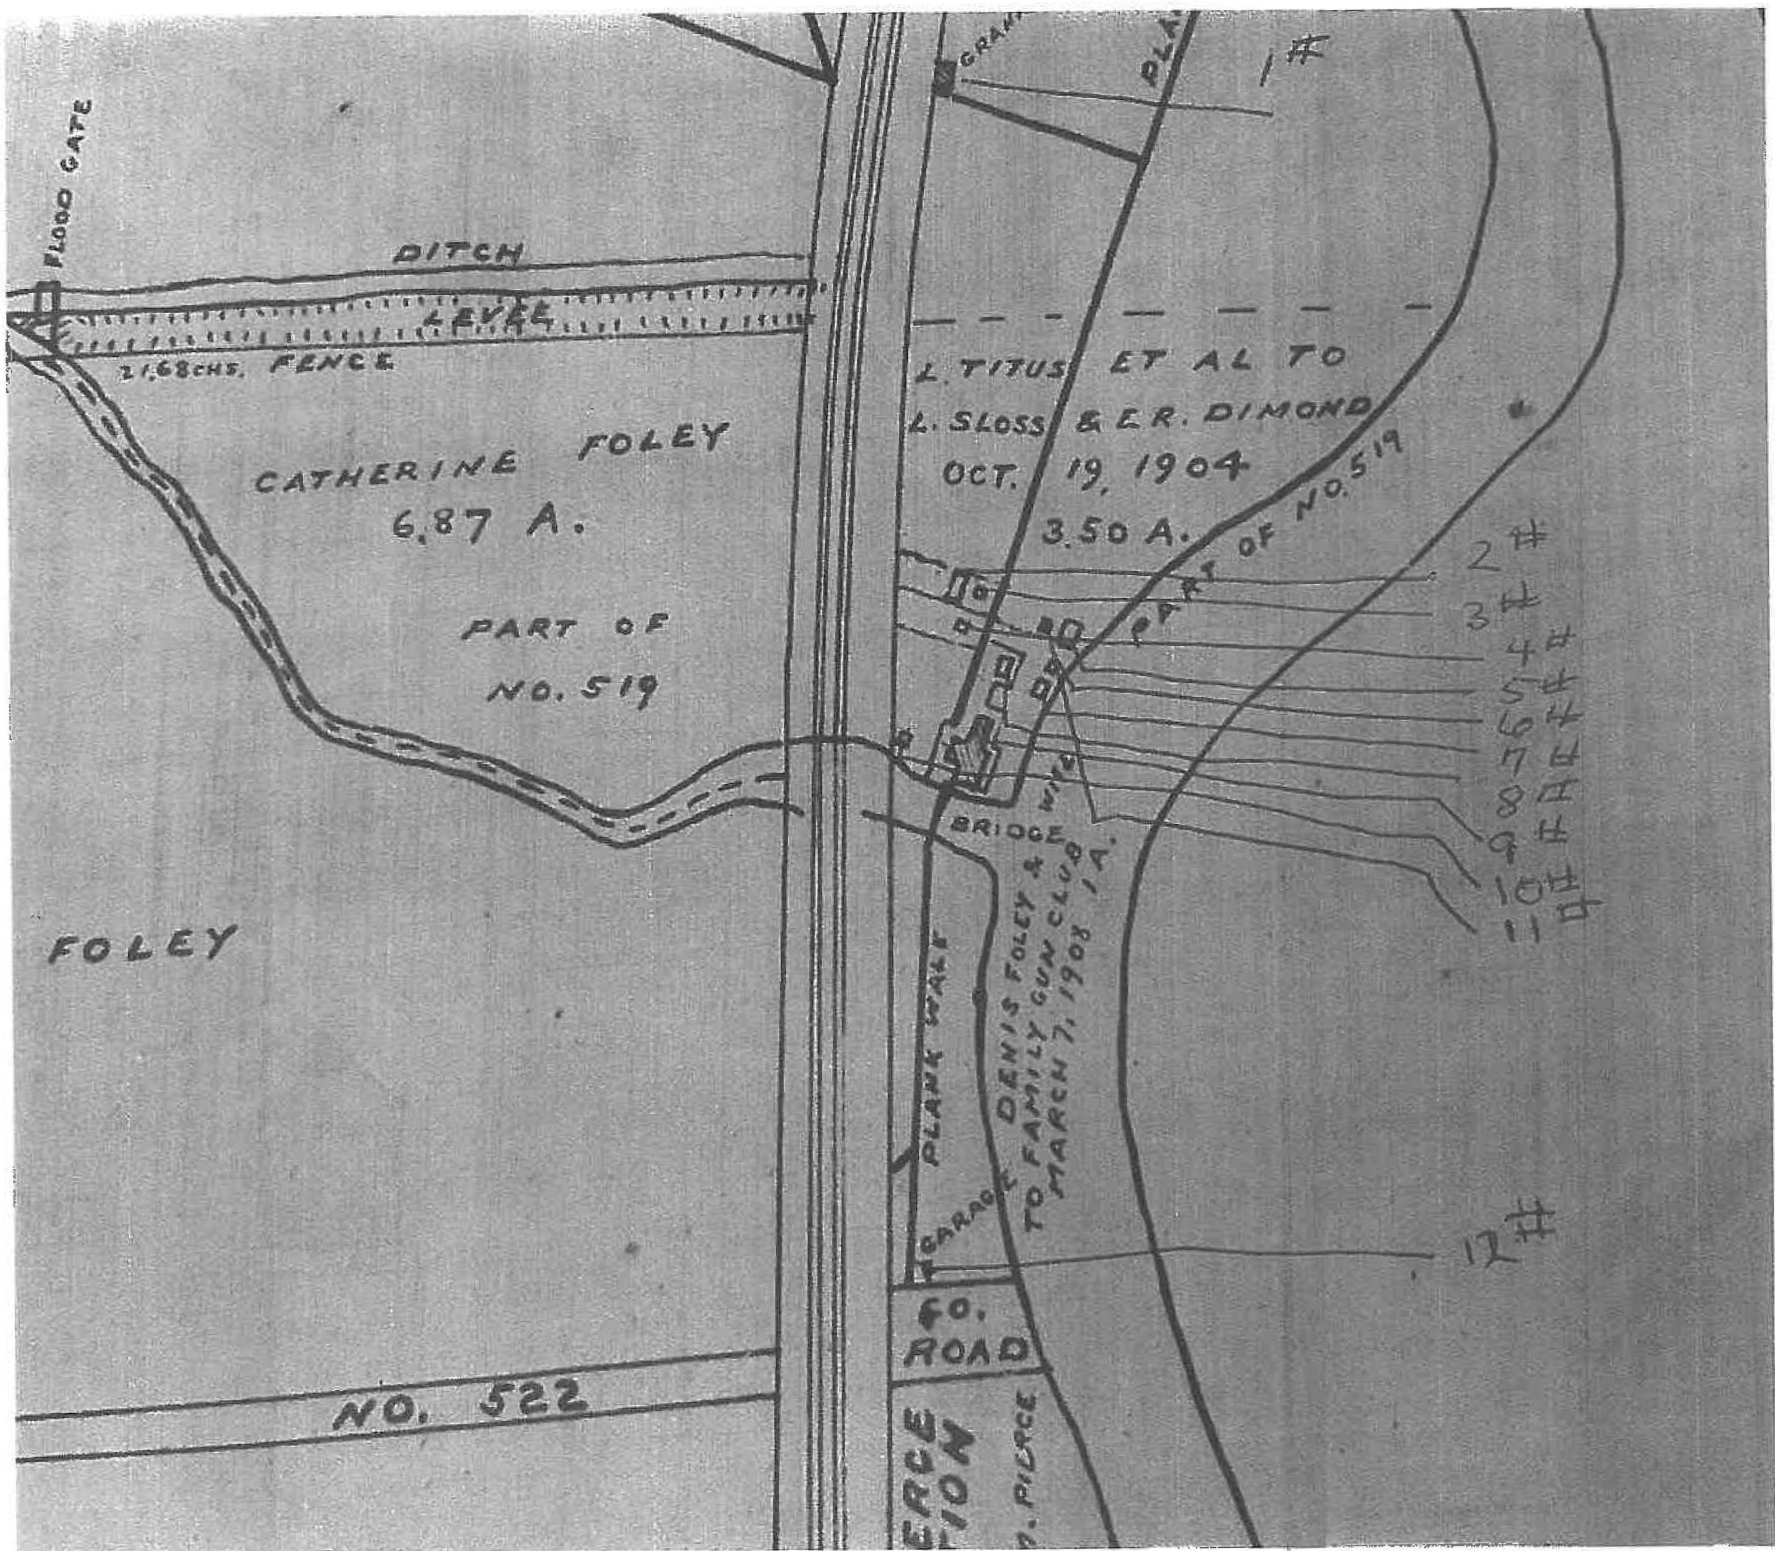 1#
FLOOD GATE
DITCH
LEVEE
21.68CHS. FENCE
L. TITUS ET AL TO
L. SLOSS & E R. DIMOND
OCT. 19, 1904
3.50 A.
PART OF NO. 519
CATHERINE FOLEY
6.87 A.
PART OF
NO. 519
2#
3#
4#
5#
6#
7#
8#
9#
10#
11#
BRIDGE
DENIS FOLEY & WIFE
TO FAMILY GUN CLUB
MARCH 7, 1908 1 A.
FOLEY
PLANK WALK
GARAGE
12#
CO.
ROAD
NO. 522
ERCE
TION
M. PIERCE